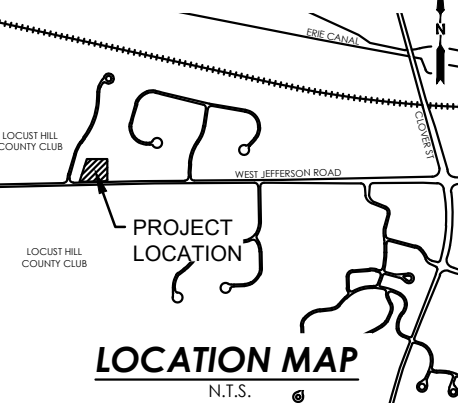 N
ERIE CANAL
CLOVER ST
LOCUST HILL
COUNTY CLUB
WEST JEFFERSON ROAD
PROJECT
LOCATION
LOCUST HILL
COUNTY CLUB
LOCATION MAP
N.T.S.